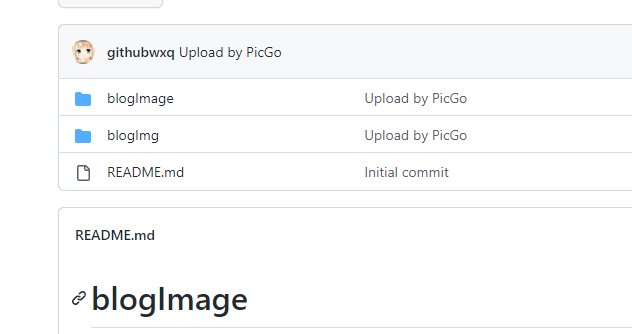 githubwxq Upload by PicGo
blogImage Upload by PicGo
blogImg Upload by PicGo
README.md Initial commit
README.md
blogImage